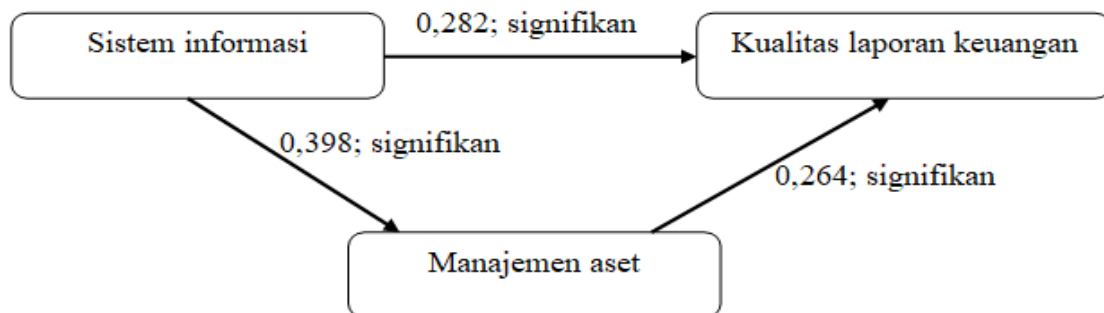 0,282; signifikan
Sistem informasi
Kualitas laporan keuangan
0,398; signifikan
0,264; signifikan
Manajemen aset